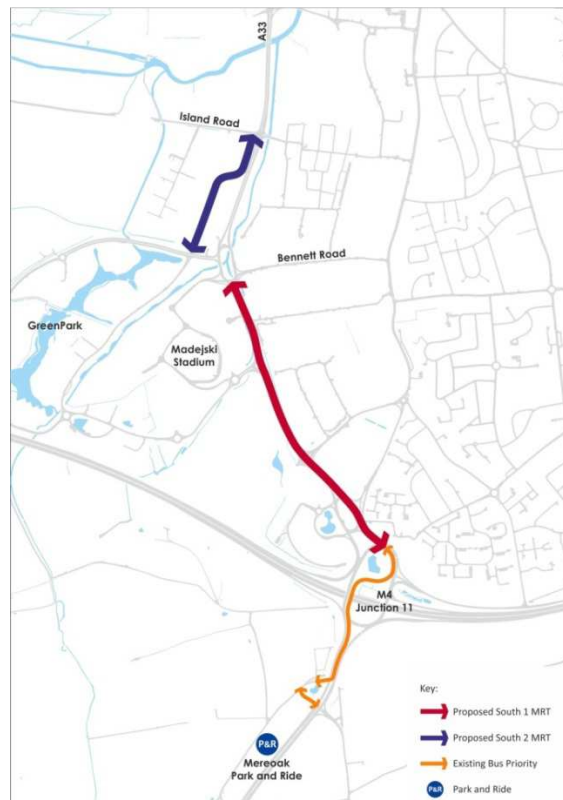 A33
Island Road
Bennett Road
GreenPark
Madejski
Stadium
M4
Junction 11
Key:
Proposed South 1 MRT
Proposed South 2 MRT
Existing Bus Priority
P&R Park and Ride
P&R
Mereoak
Park and Ride